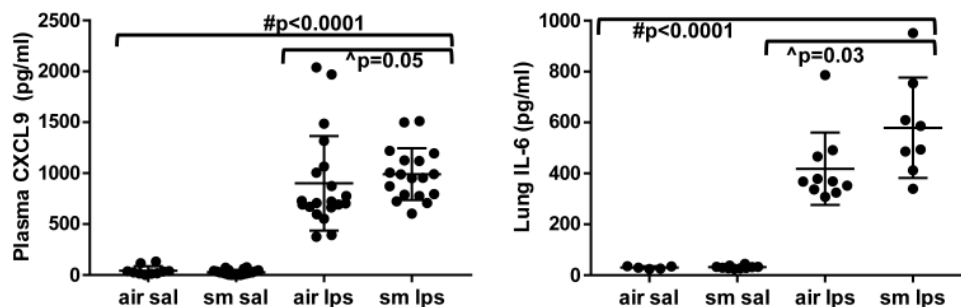 Plasma CXCL9 (pg/ml)
2500
2000
1500
1000
500
0
#p<0.0001
^p=0.05
air sal
sm sal
air lps
sm lps
Lung IL-6 (pg/ml)
1000
800
600
400
200
0
#p<0.0001
^p=0.03
air sal
sm sal
air lps
sm lps